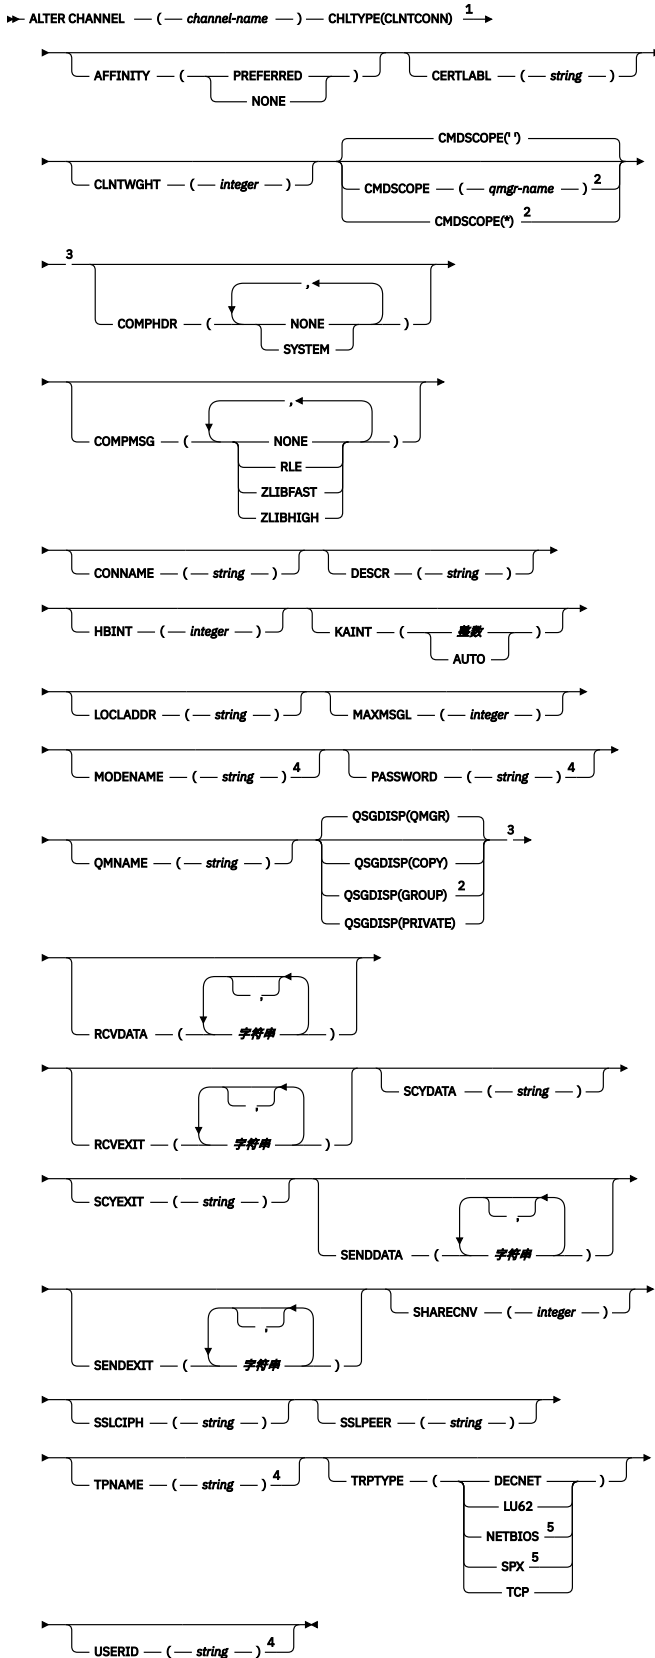 ALTER CHANNEL ( channel-name ) CHLTYPE(CLNTCONN) 1
AFFINITY ( PREFERRED ) CERTLABL ( string )
NONE
CMDSCOPE(' ')
CLNTWGHT ( integer ) CMDSCOPE ( qmgr-name ) 2
CMDSCOPE(*) 2
3
,
COMPHDR ( NONE )
SYSTEM
,
COMPMSG ( NONE )
RLE
ZLIBFAST
ZLIBHIGH
CONNAME ( string ) DESCR ( string )
HBINT ( integer ) KAINT ( 整数 )
AUTO
LOCLADDR ( string ) MAXMSGL ( integer )
MODENAME ( string ) 4 PASSWORD ( string ) 4
QSGDISP(QMGR) 3
QMNAME ( string ) QSGDISP(COPY)
QSGDISP(GROUP) 2
QSGDISP(PRIVATE)
,
RCVDATA ( 字符串 )
SCYDATA ( string )
,
RCVEXIT ( 字符串 )
SCYEXIT ( string )
,
SENDDATA ( 字符串 )
SHARECNV ( integer )
,
SENDEXIT ( 字符串 )
SSLCIPH ( string ) SSLPEER ( string )
TPNAME ( string ) 4 TRPTYPE ( DECNET )
LU62
NETBIOS 5
SPX 5
TCP
USERID ( string ) 4